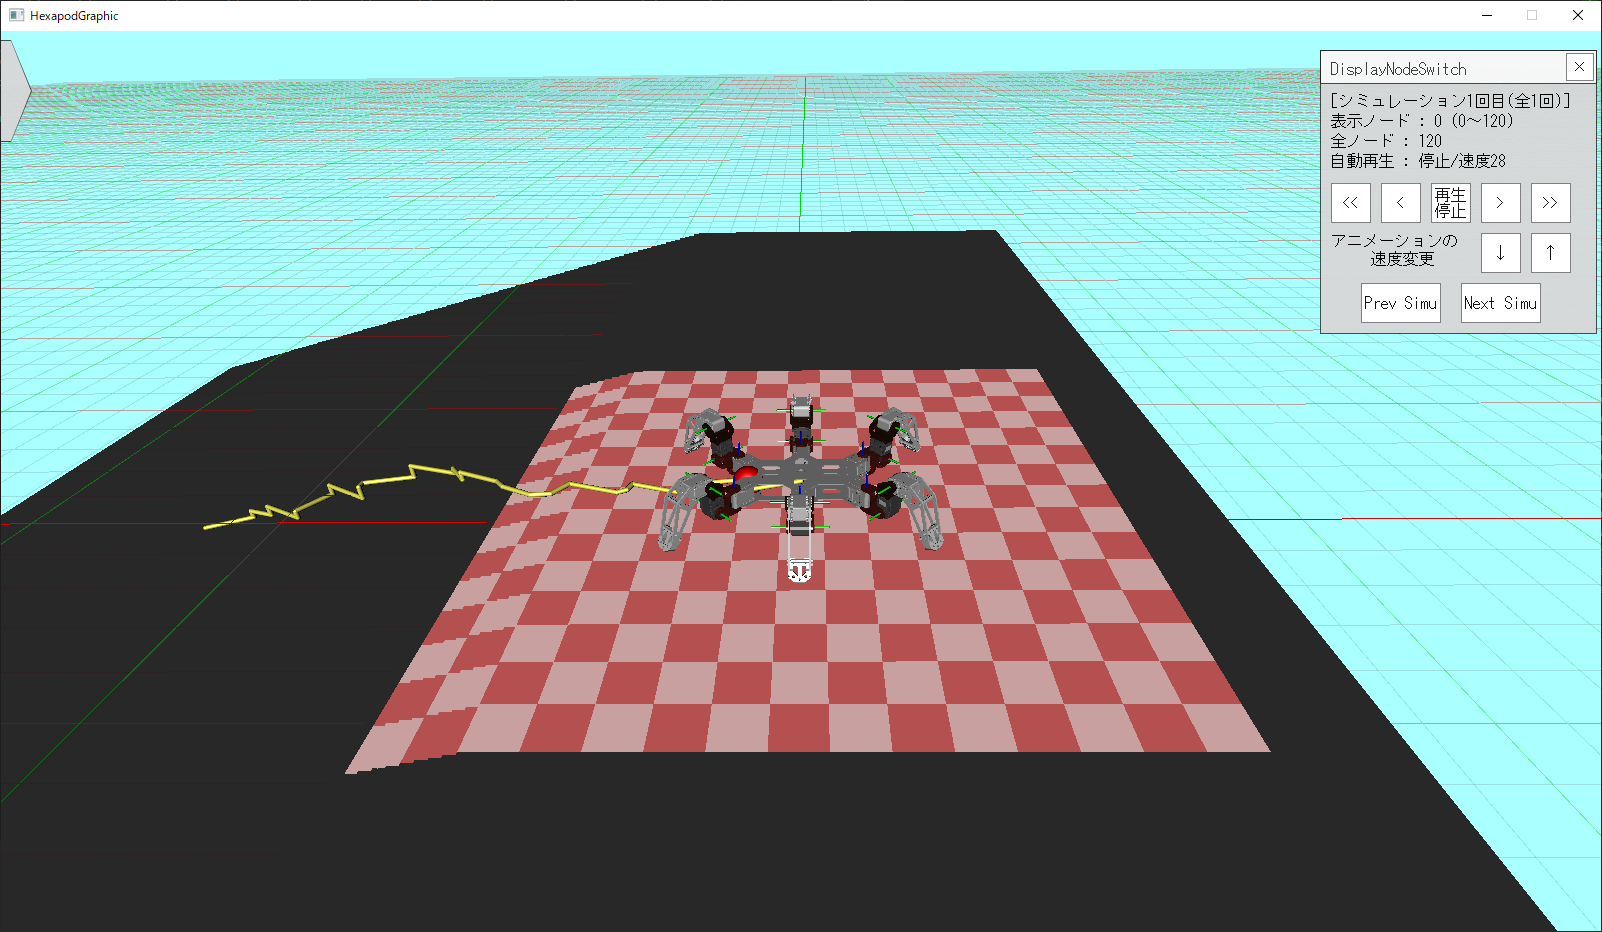 HexapodGraphic
DisplayNodeSwitch
[シミュレーション1回目(全1回)]
表示ノード : 0 (0～120)
全ノード : 120
自動再生 : 停止/速度28
<< < 再生 > >>
停止
アニメーションの ↓ ↑
速度変更
Prev Simu Next Simu